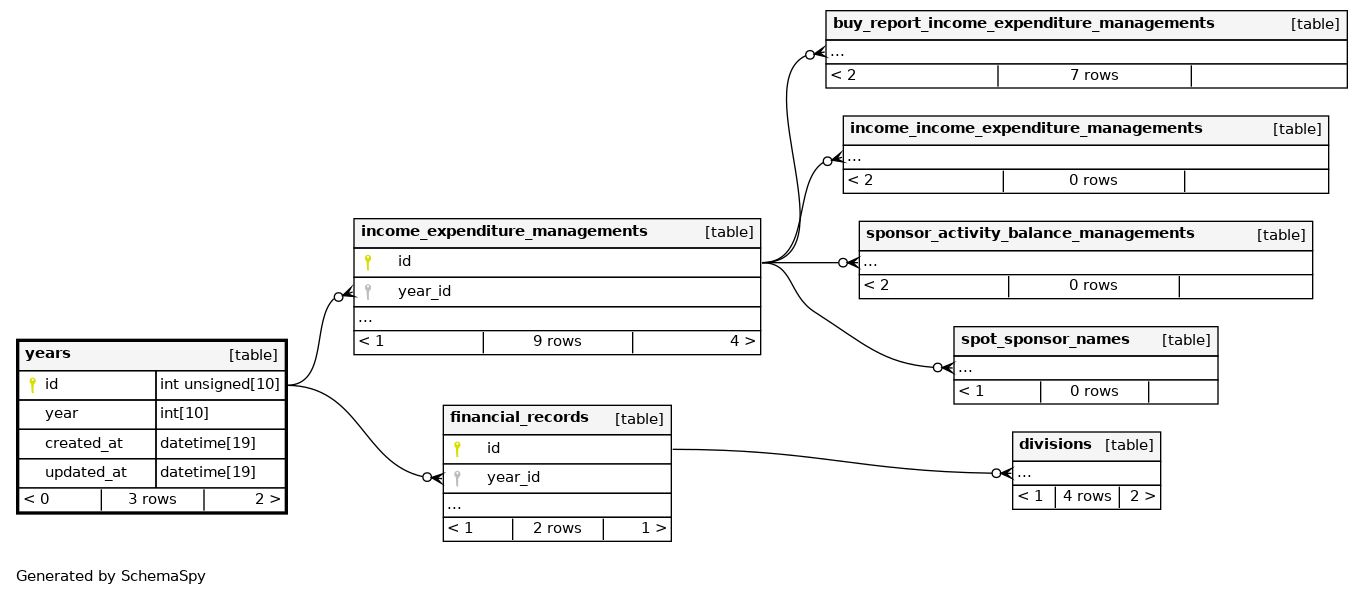 buy_report_income_expenditure_managements [table]
...
< 2 7 rows
income_income_expenditure_managements [table]
...
< 2 0 rows
sponsor_activity_balance_managements [table]
...
< 2 0 rows
spot_sponsor_names [table]
...
< 1 0 rows
divisions [table]
...
< 1 4 rows 2 >
income_expenditure_managements [table]
id
year_id
...
< 1 9 rows 4 >
financial_records [table]
id
year_id
...
< 1 2 rows 1 >
years [table]
id int unsigned[10]
year int[10]
created_at datetime[19]
updated_at datetime[19]
< 0 3 rows 2 >
Generated by SchemaSpy